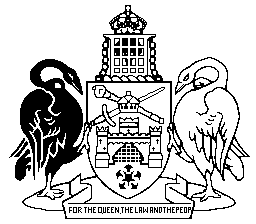 FOR THE QUEEN, THE LAW AND THE PEOP